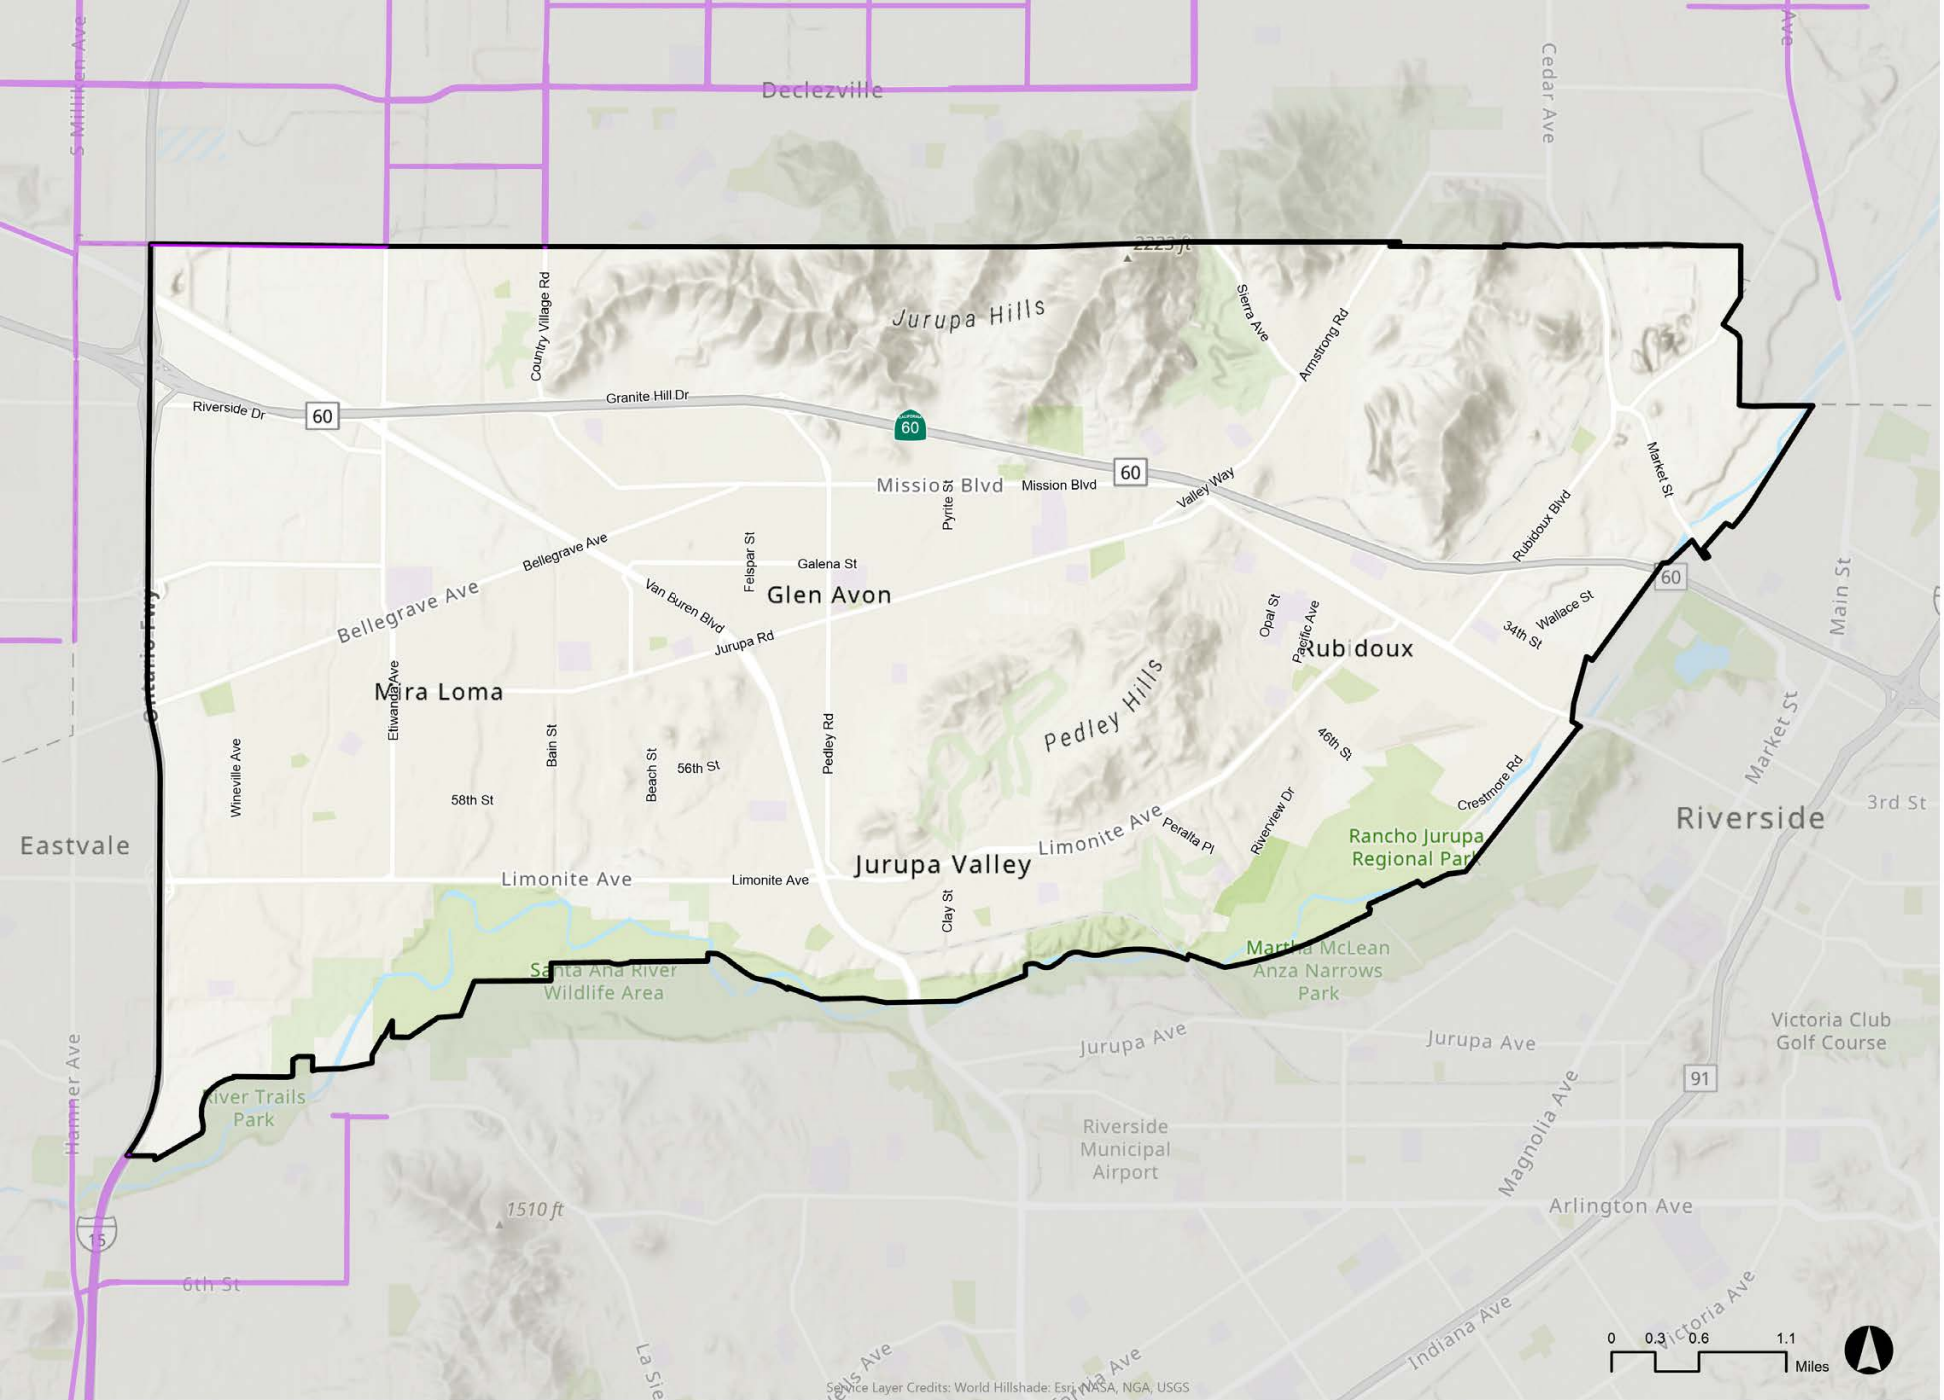 S Milliken Ave
Declezville
Cedar Ave
Ave
2223 ft
Jurupa Hills
Country Village Rd
Sierra Ave
Armstrong Rd
Riverside Dr
60
Granite Hill Dr
CALIFORNIA
60
60
Mission Blvd
Mission Blvd
Pyrite St
Valley Way
Market St
Rubidoux Blvd
Bellegrave Ave
Bellegrave Ave
Felspar St
Galena St
Glen Avon
Van Buren Blvd
Jurupa Rd
60
Main St
Opal St
Pacific Ave
Rubidoux
34th St
Wallace St
Ontario Fwy
Mira Loma
Etiwanda Ave
Pedley Hills
Wineville Ave
Bain St
Beach St
56th St
Pedley Rd
58th St
46th St
Crestmore Rd
Market St
3rd St
Riverside
Eastvale
Limonite Ave
Peralta Pl
Riverview Dr
Rancho Jurupa
Regional Park
Jurupa Valley
Limonite Ave
Limonite Ave
Clay St
Martha McLean
Anza Narrows
Park
Santa Ana River
Wildlife Area
Jurupa Ave
Jurupa Ave
Victoria Club
Golf Course
91
Hamner Ave
River Trails
Park
Riverside
Municipal
Airport
Magnolia Ave
1510 ft
Arlington Ave
15
6th St
La Sie
Indiana Ave
Victoria Ave
0 0.3 0.6 1.1
Miles
Service Layer Credits: World Hillshade: Esri, NASA, NGA, USGS